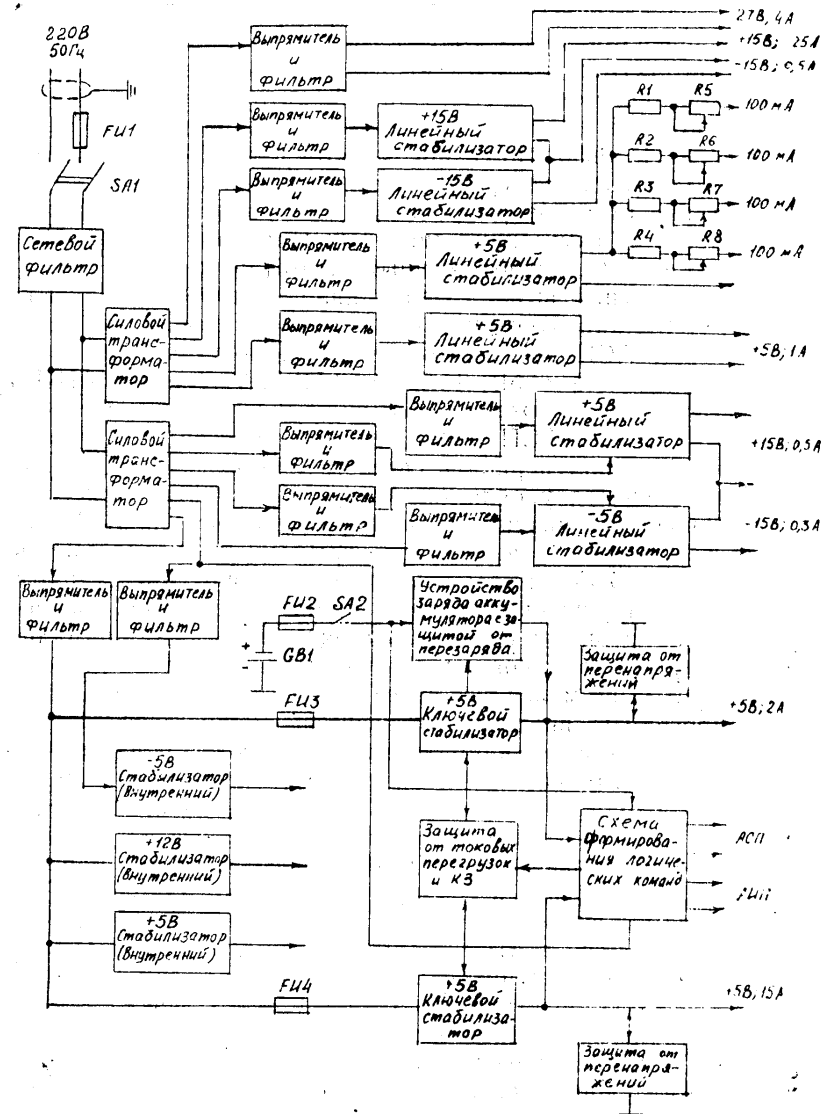 220В
50Гц
FU1
SA1
Сетевой
фильтр
Силовой
транс-
форма-
тор
Силовой
транс-
форма-
тор
Выпрямитель
и
фильтр
27В, 4А
Выпрямитель
и
фильтр
+15В
Линейный
стабилизатор
+15В; 25А
-15В; 0,5А
Выпрямитель
и
фильтр
-15В
Линейный
стабилизатор
R1
R5
100 мА
R2
R6
100 мА
R3
R7
100 мА
R4
R8
100 мА
Выпрямитель
и
фильтр
+5В
Линейный
стабилизатор
Выпрямитель
и
фильтр
+5В
Линейный
стабилизатор
+5В; 1А
Выпрямитель
и
фильтр
+5В
Линейный
стабилизатор
+15В; 0,5А
Выпрямитель
и
фильтр
Выпрямитель
и
фильтр
Выпрямитель
и
фильтр
-5В
Линейный
стабилизатор
-15В; 0,3А
Выпрямитель
и
фильтр
Выпрямитель
и
фильтр
FU2
SA2
+
-
GB1
Устройство
заряда акку-
мулятора с за-
щитой от
перезаряда
Защита от
перенапря-
жений
FU3
+5В
Ключевой
стабилизатор
+5В; 2А
-5В
Стабилизатор
(Внутренний)
+12В
Стабилизатор
(Внутренний)
+5В
Стабилизатор
(Внутренний)
Защита
от токовых
перегрузок
и КЗ
Схема
формирова-
ния логиче-
ских команд
АСП
FU4
+5В
Ключевой
стабилиза-
тор
+5В, 15А
Защита от
перенапря-
жений